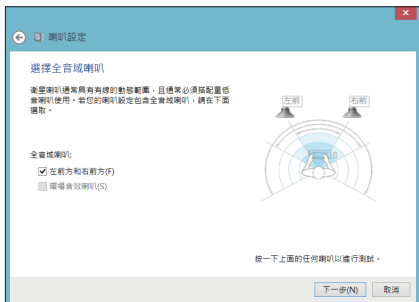 喇叭設定
選擇全音域喇叭
衛星喇叭通常具有有線的動態範圍，且通常必須搭配重低
音喇叭使用。若您的喇叭設定包含全音域喇叭，請在下面
選取。
左前
右前
全音域喇叭:
左前方和右前方(F)
環場音效喇叭(S)
按一下上面的任何喇叭以進行測試。
下一步(N)
取消